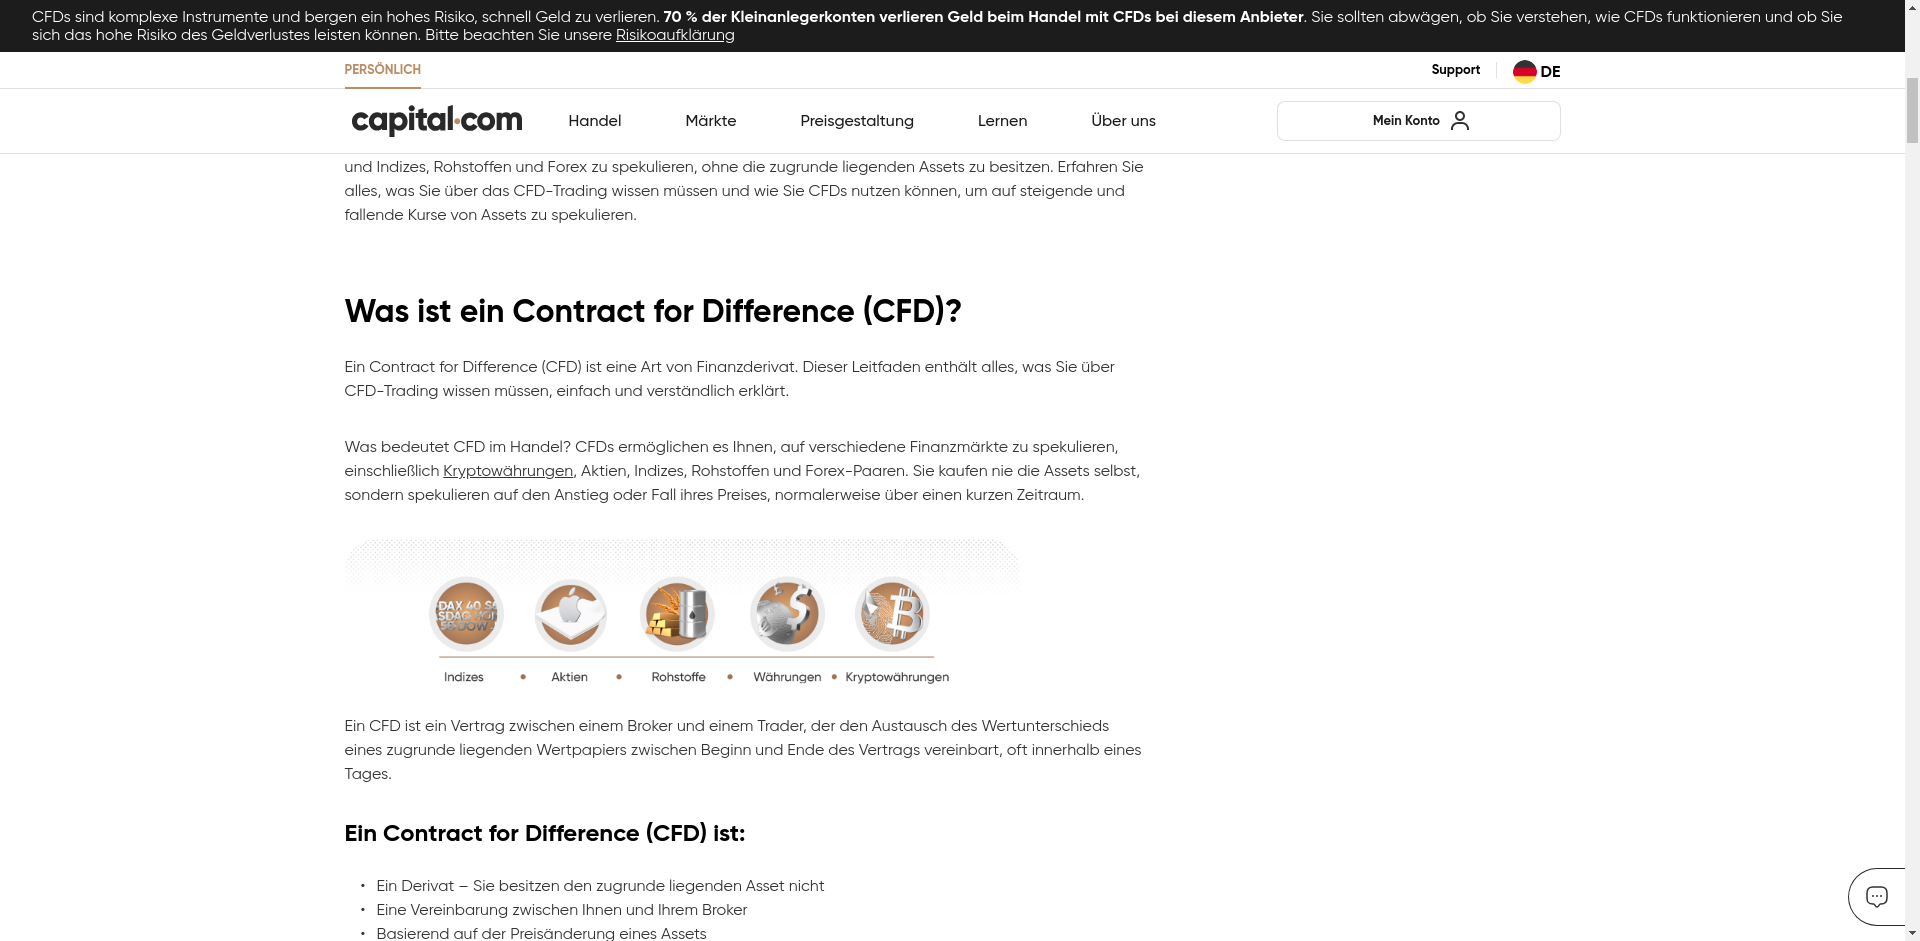 CFDs sind komplexe Instrumente und bergen ein hohes Risiko, schnell Geld zu verlieren. 70 % der Kleinanlegerkonten verlieren Geld beim Handel mit CFDs bei diesem Anbieter. Sie sollten abwägen, ob Sie verstehen, wie CFDs funktionieren und ob Sie
sich das hohe Risiko des Geldverlustes leisten können. Bitte beachten Sie unsere Risikoaufklärung
PERSÖNLICH
Support
DE
capital.com
Handel
Märkte
Preisgestaltung
Lernen
Über uns
Mein Konto
und Indizes, Rohstoffen und Forex zu spekulieren, ohne die zugrunde liegenden Assets zu besitzen. Erfahren Sie
alles, was Sie über das CFD-Trading wissen müssen und wie Sie CFDs nutzen können, um auf steigende und
fallende Kurse von Assets zu spekulieren.
Was ist ein Contract for Difference (CFD)?
Ein Contract for Difference (CFD) ist eine Art von Finanzderivat. Dieser Leitfaden enthält alles, was Sie über
CFD-Trading wissen müssen, einfach und verständlich erklärt.
Was bedeutet CFD im Handel? CFDs ermöglichen es Ihnen, auf verschiedene Finanzmärkte zu spekulieren,
einschließlich Kryptowährungen, Aktien, Indizes, Rohstoffen und Forex-Paaren. Sie kaufen nie die Assets selbst,
sondern spekulieren auf den Anstieg oder Fall ihres Preises, normalerweise über einen kurzen Zeitraum.
DAX 40
DOW
Indizes • Aktien • Rohstoffe • Währungen • Kryptowährungen
Ein CFD ist ein Vertrag zwischen einem Broker und einem Trader, der den Austausch des Wertunterschieds
eines zugrunde liegenden Wertpapiers zwischen Beginn und Ende des Vertrags vereinbart, oft innerhalb eines
Tages.
Ein Contract for Difference (CFD) ist:
• Ein Derivat – Sie besitzen den zugrunde liegenden Asset nicht
• Eine Vereinbarung zwischen Ihnen und Ihrem Broker
• Basierend auf der Preisänderung eines Assets